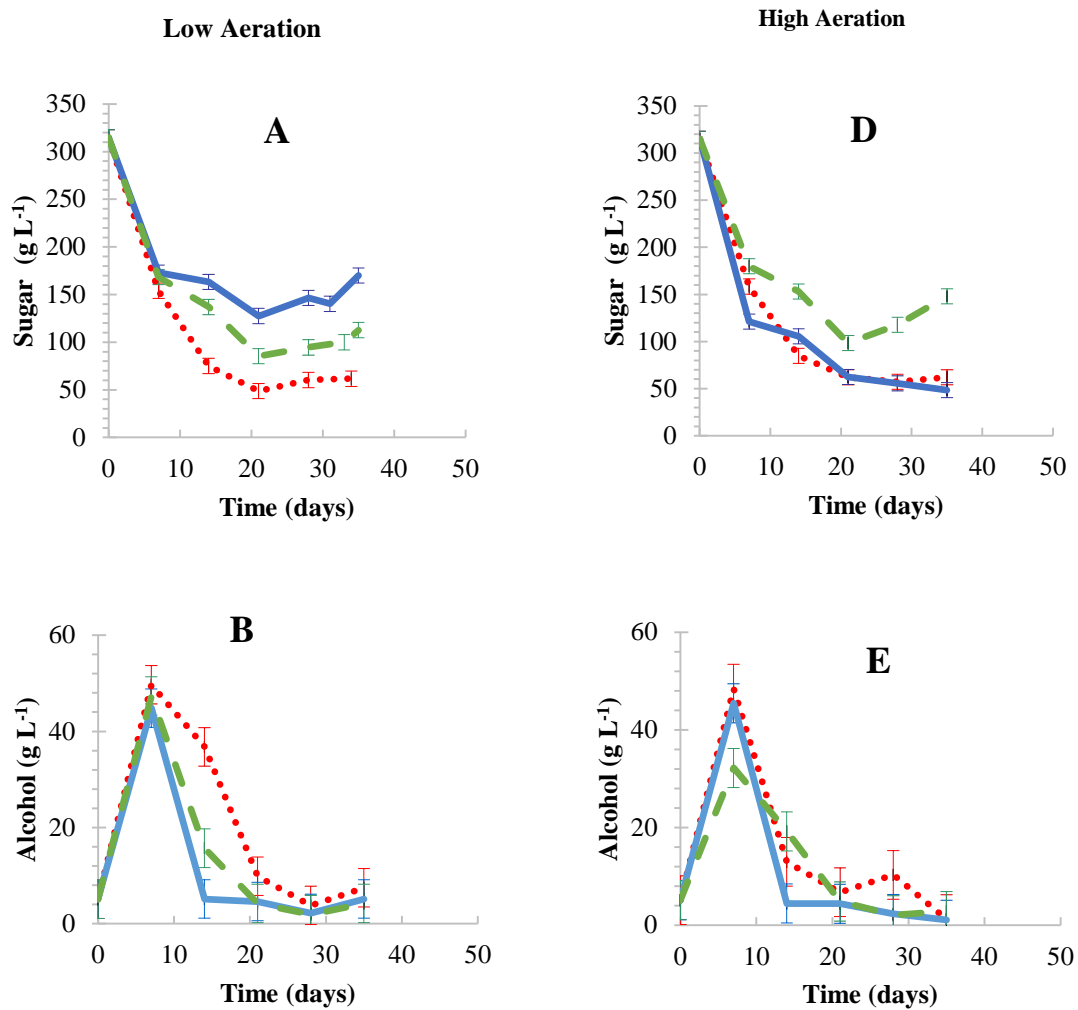 Low Aeration
High Aeration
A
350
300
250
200
150
100
50
0
Sugar (g L-1)
0 10 20 30 40 50
Time (days)
D
350
300
250
200
150
100
50
0
Sugar (g L-1)
0 10 20 30 40 50
Time (days)
B
60
40
20
0
Alcohol (g L-1)
0 10 20 30 40 50
Time (days)
E
60
40
20
0
Alcohol (g L-1)
0 10 20 30 40 50
Time (days)